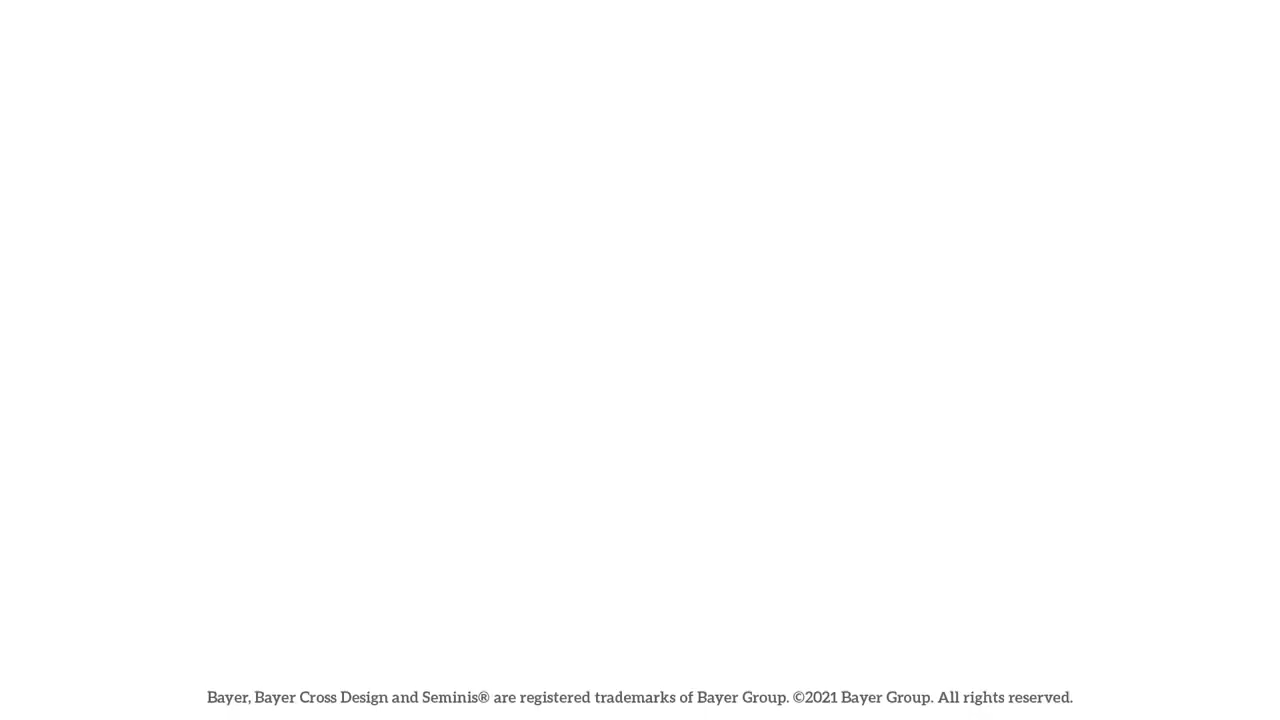 Bayer, Bayer Cross Design and Seminis® are registered trademarks of Bayer Group. ©2021 Bayer Group. All rights reserved.